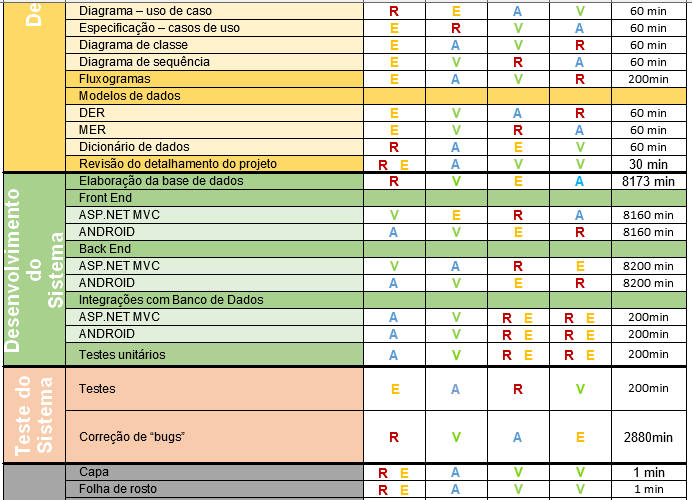 De
Diagrama – uso de caso R E A V 60 min
Especificação – casos de uso E R V A 60 min
Diagrama de classe E A V R 60 min
Diagrama de sequência E V R A 60 min
Fluxogramas E A V R 200min
Modelos de dados
DER E V A R 60 min
MER E V R A 60 min
Dicionário de dados R A E V 60 min
Revisão do detalhamento do projeto R E A V V 30 min
Desenvolvimento do Sistema
Elaboração da base de dados R V E A 8173 min
Front End
ASP.NET MVC V E R A 8160 min
ANDROID A V E R 8160 min
Back End
ASP.NET MVC V A R E 8200 min
ANDROID A V E R 8200 min
Integrações com Banco de Dados
ASP.NET MVC A V R E R E 200min
ANDROID A V R E R E 200min
Testes unitários A V R E R E 200min
Teste do Sistema
Testes E A R V 200min
Correção de “bugs” R V A E 2880min
Capa R E A V V 1 min
Folha de rosto R E A V V 1 min